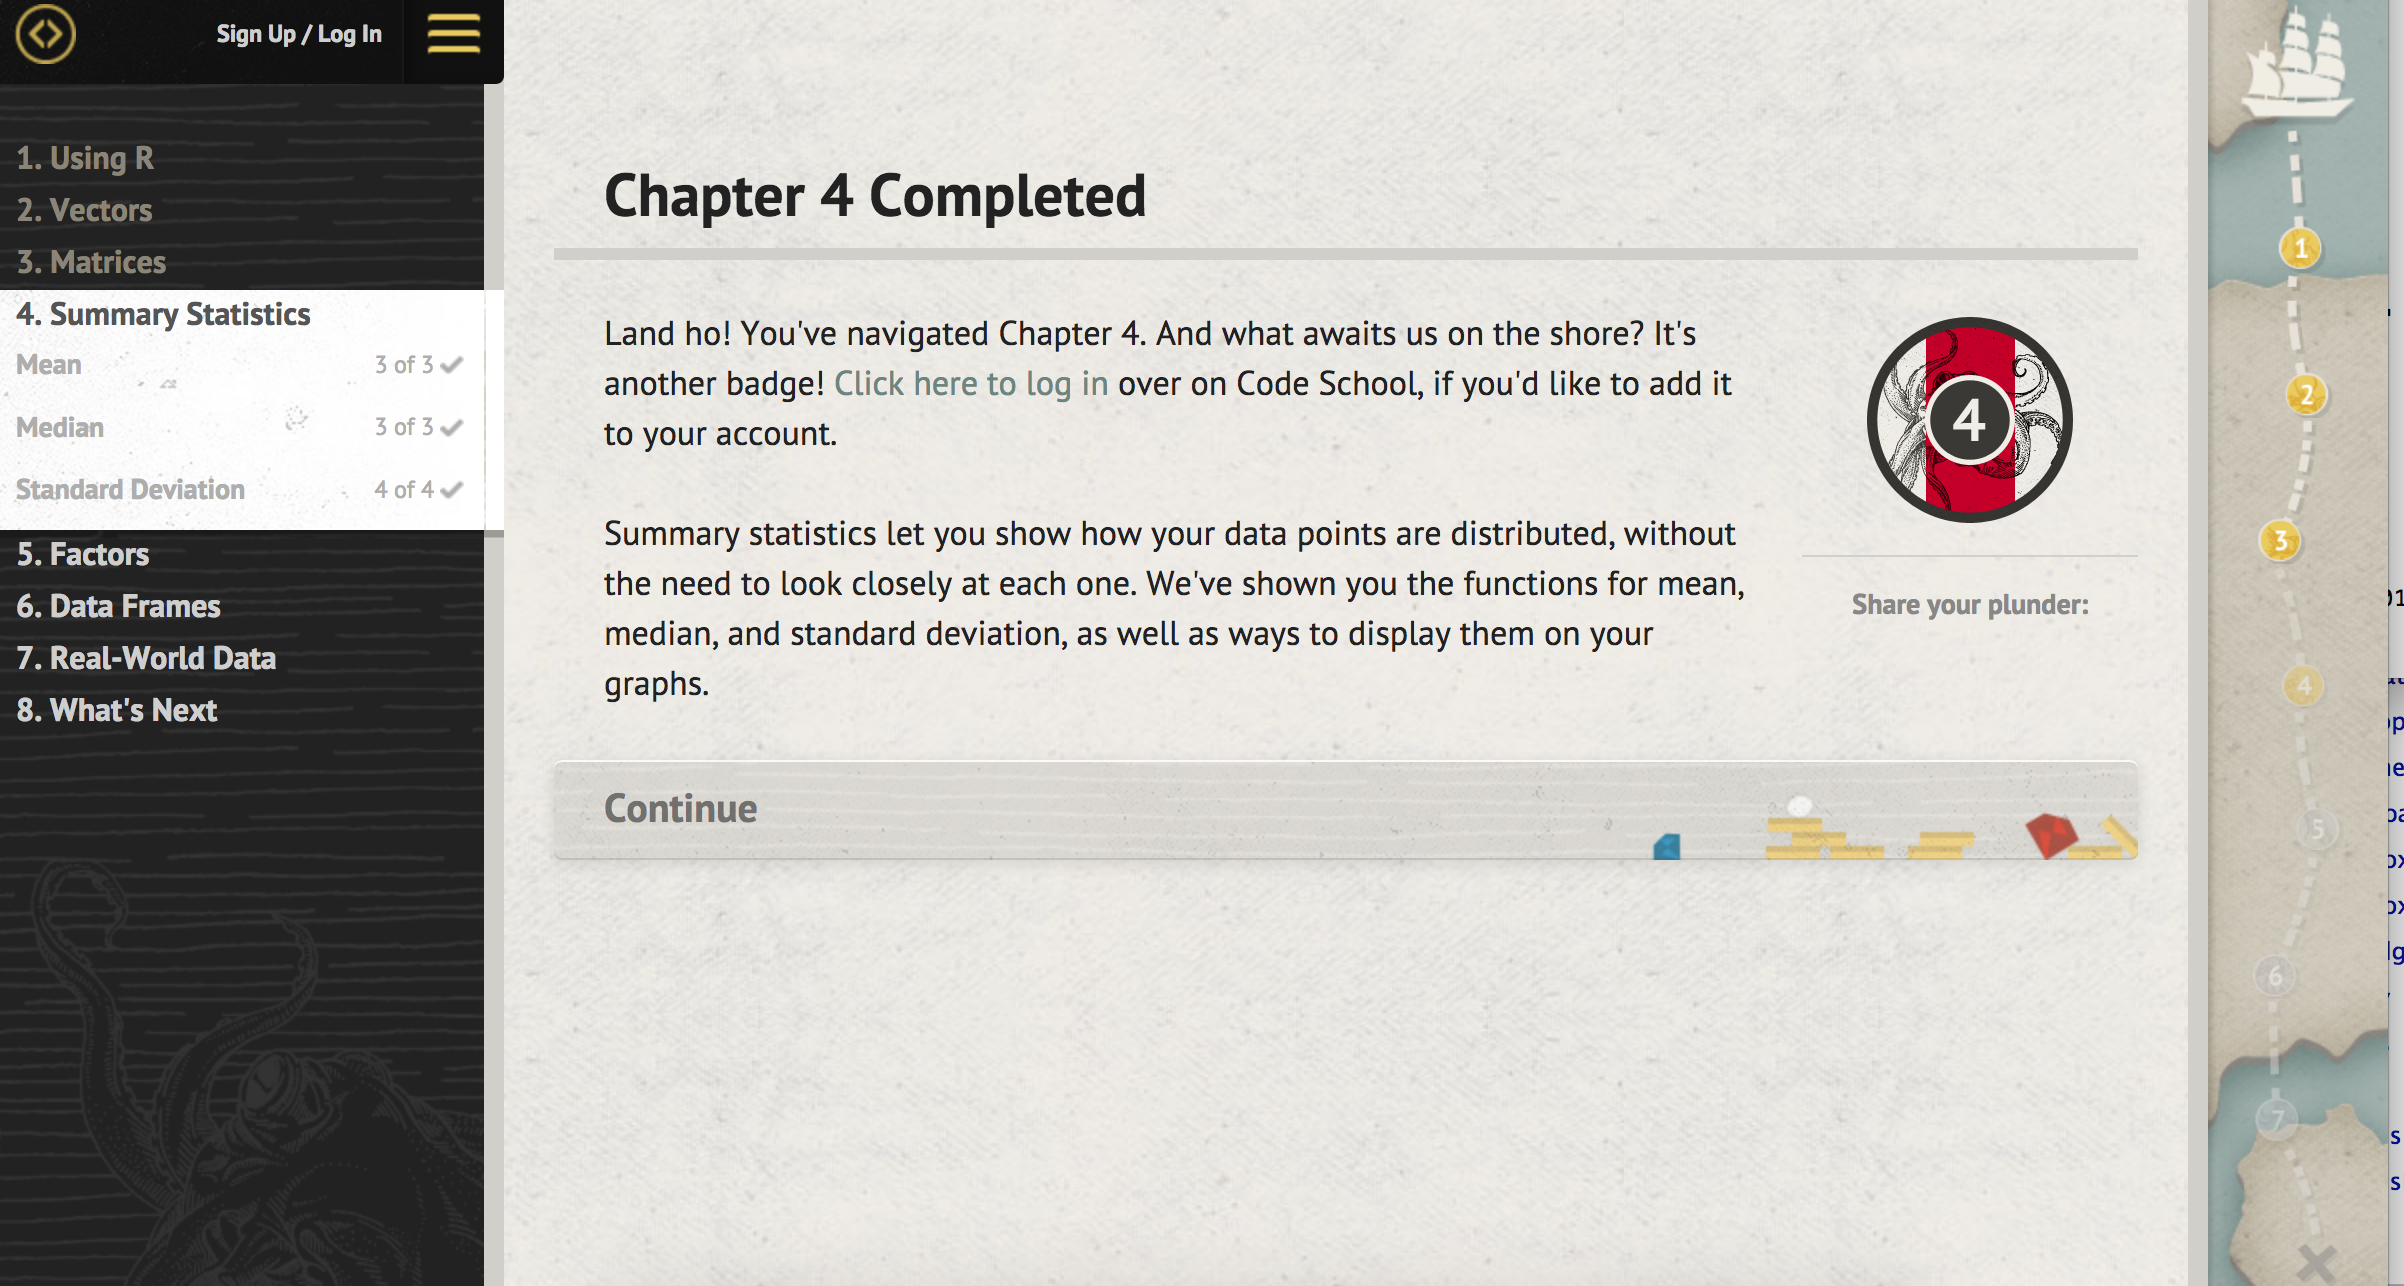 Sign Up / Log In
1. Using R
2. Vectors
3. Matrices
4. Summary Statistics
Mean 3 of 3
Median 3 of 3
Standard Deviation 4 of 4
5. Factors
6. Data Frames
7. Real-World Data
8. What's Next
Chapter 4 Completed
Land ho! You've navigated Chapter 4. And what awaits us on the shore? It's
another badge! Click here to log in over on Code School, if you'd like to add it
to your account.
Summary statistics let you show how your data points are distributed, without
the need to look closely at each one. We've shown you the functions for mean,
median, and standard deviation, as well as ways to display them on your
graphs.
4
Share your plunder:
Continue
1
2
3
4
5
6
7